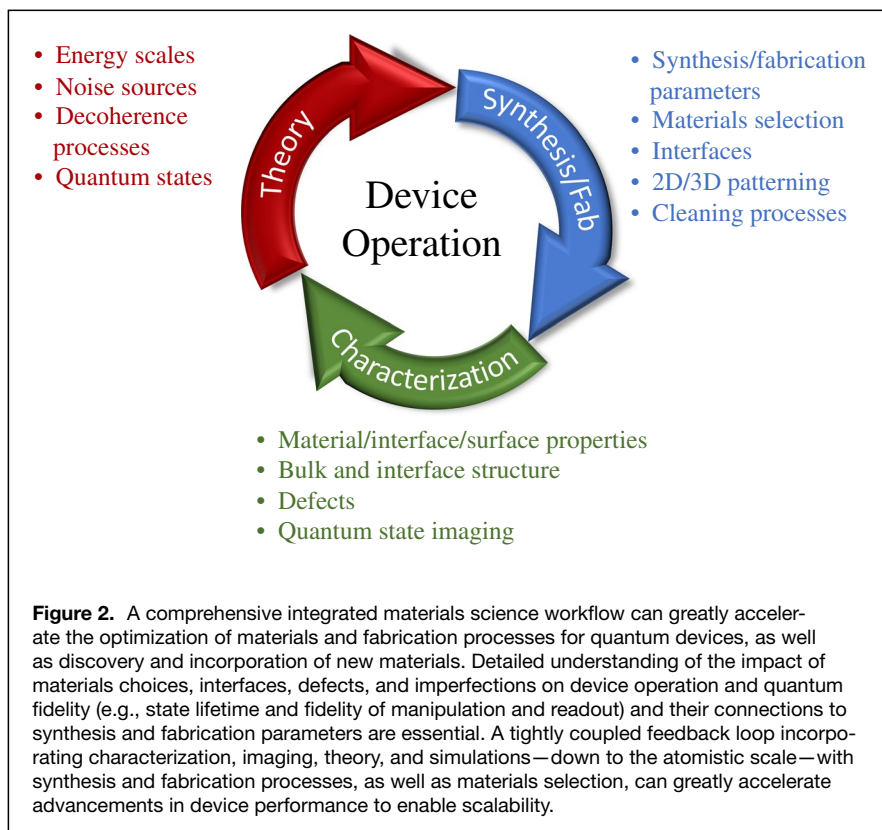 • Energy scales
• Noise sources
• Decoherence
processes
• Quantum states
Theory
Synthesis/Fab
Device
Operation
• Synthesis/fabrication
parameters
• Materials selection
• Interfaces
• 2D/3D patterning
• Cleaning processes
Characterization
• Material/interface/surface properties
• Bulk and interface structure
• Defects
• Quantum state imaging
Figure 2. A comprehensive integrated materials science workflow can greatly acceler-
ate the optimization of materials and fabrication processes for quantum devices, as well
as discovery and incorporation of new materials. Detailed understanding of the impact of
materials choices, interfaces, defects, and imperfections on device operation and quantum
fidelity (e.g., state lifetime and fidelity of manipulation and readout) and their connections to
synthesis and fabrication parameters are essential. A tightly coupled feedback loop incorpo-
rating characterization, imaging, theory, and simulations—down to the atomistic scale—with
synthesis and fabrication processes, as well as materials selection, can greatly accelerate
advancements in device performance to enable scalability.